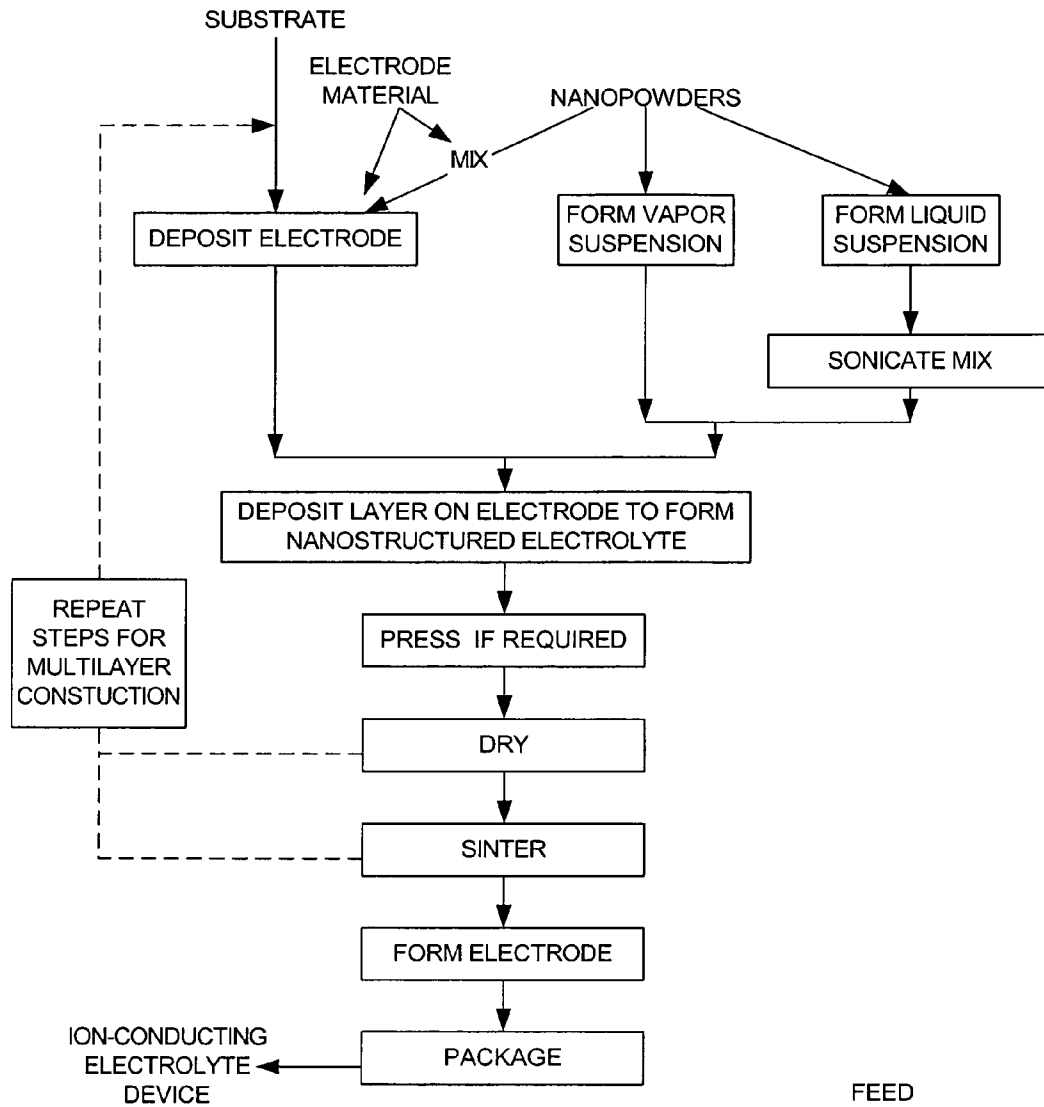 SUBSTRATE
ELECTRODE
MATERIAL
NANOPOWDERS
MIX
DEPOSIT ELECTRODE
FORM VAPOR
SUSPENSION
FORM LIQUID
SUSPENSION
SONICATE MIX
DEPOSIT LAYER ON ELECTRODE TO FORM
NANOSTRUCTURED ELECTROLYTE
REPEAT
STEPS FOR
MULTILAYER
CONSTUCTION
PRESS IF REQUIRED
DRY
SINTER
FORM ELECTRODE
PACKAGE
ION-CONDUCTING
ELECTROLYTE
DEVICE
FEED